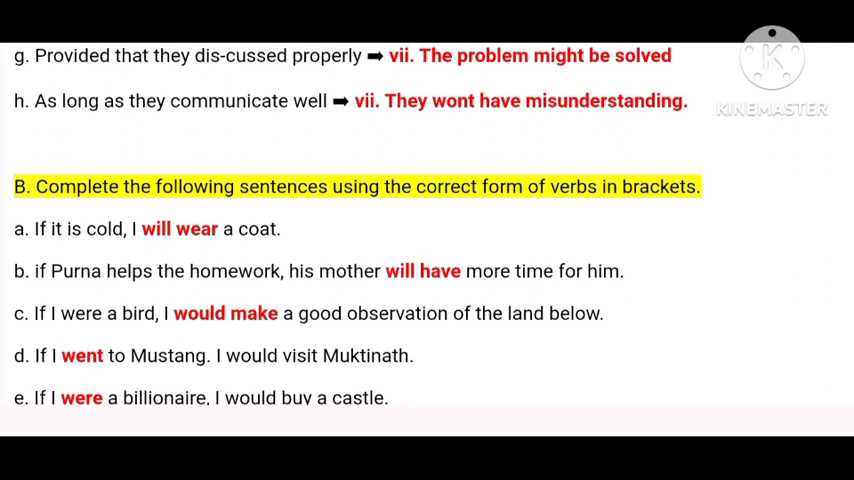 g. Provided that they dis-cussed properly ➡ vii. The problem might be solved
h. As long as they communicate well ➡ vii. They wont have misunderstanding.
KINEMASTER
B. Complete the following sentences using the correct form of verbs in brackets.
a. If it is cold, I will wear a coat.
b. if Purna helps the homework, his mother will have more time for him.
c. If I were a bird, I would make a good observation of the land below.
d. If I went to Mustang. I would visit Muktinath.
e. If I were a billionaire, I would buy a castle.